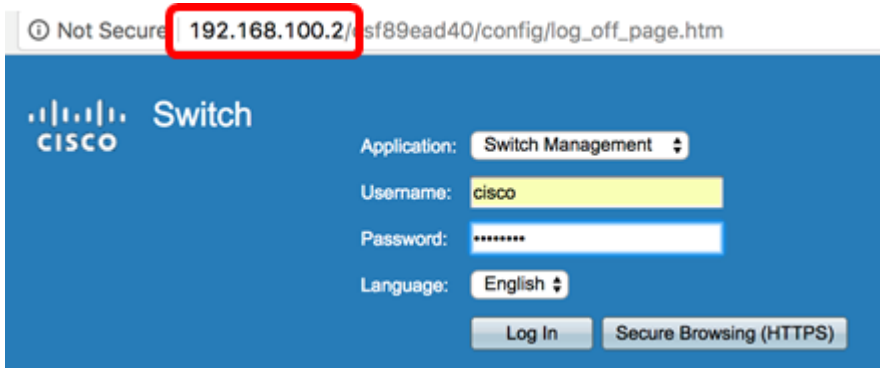 Not Secure 192.168.100.2/csf89ead40/config/log_off_page.htm
CISCO Switch
Application: Switch Management
Username: cisco
Password: ••••••••
Language: English
Log In Secure Browsing (HTTPS)